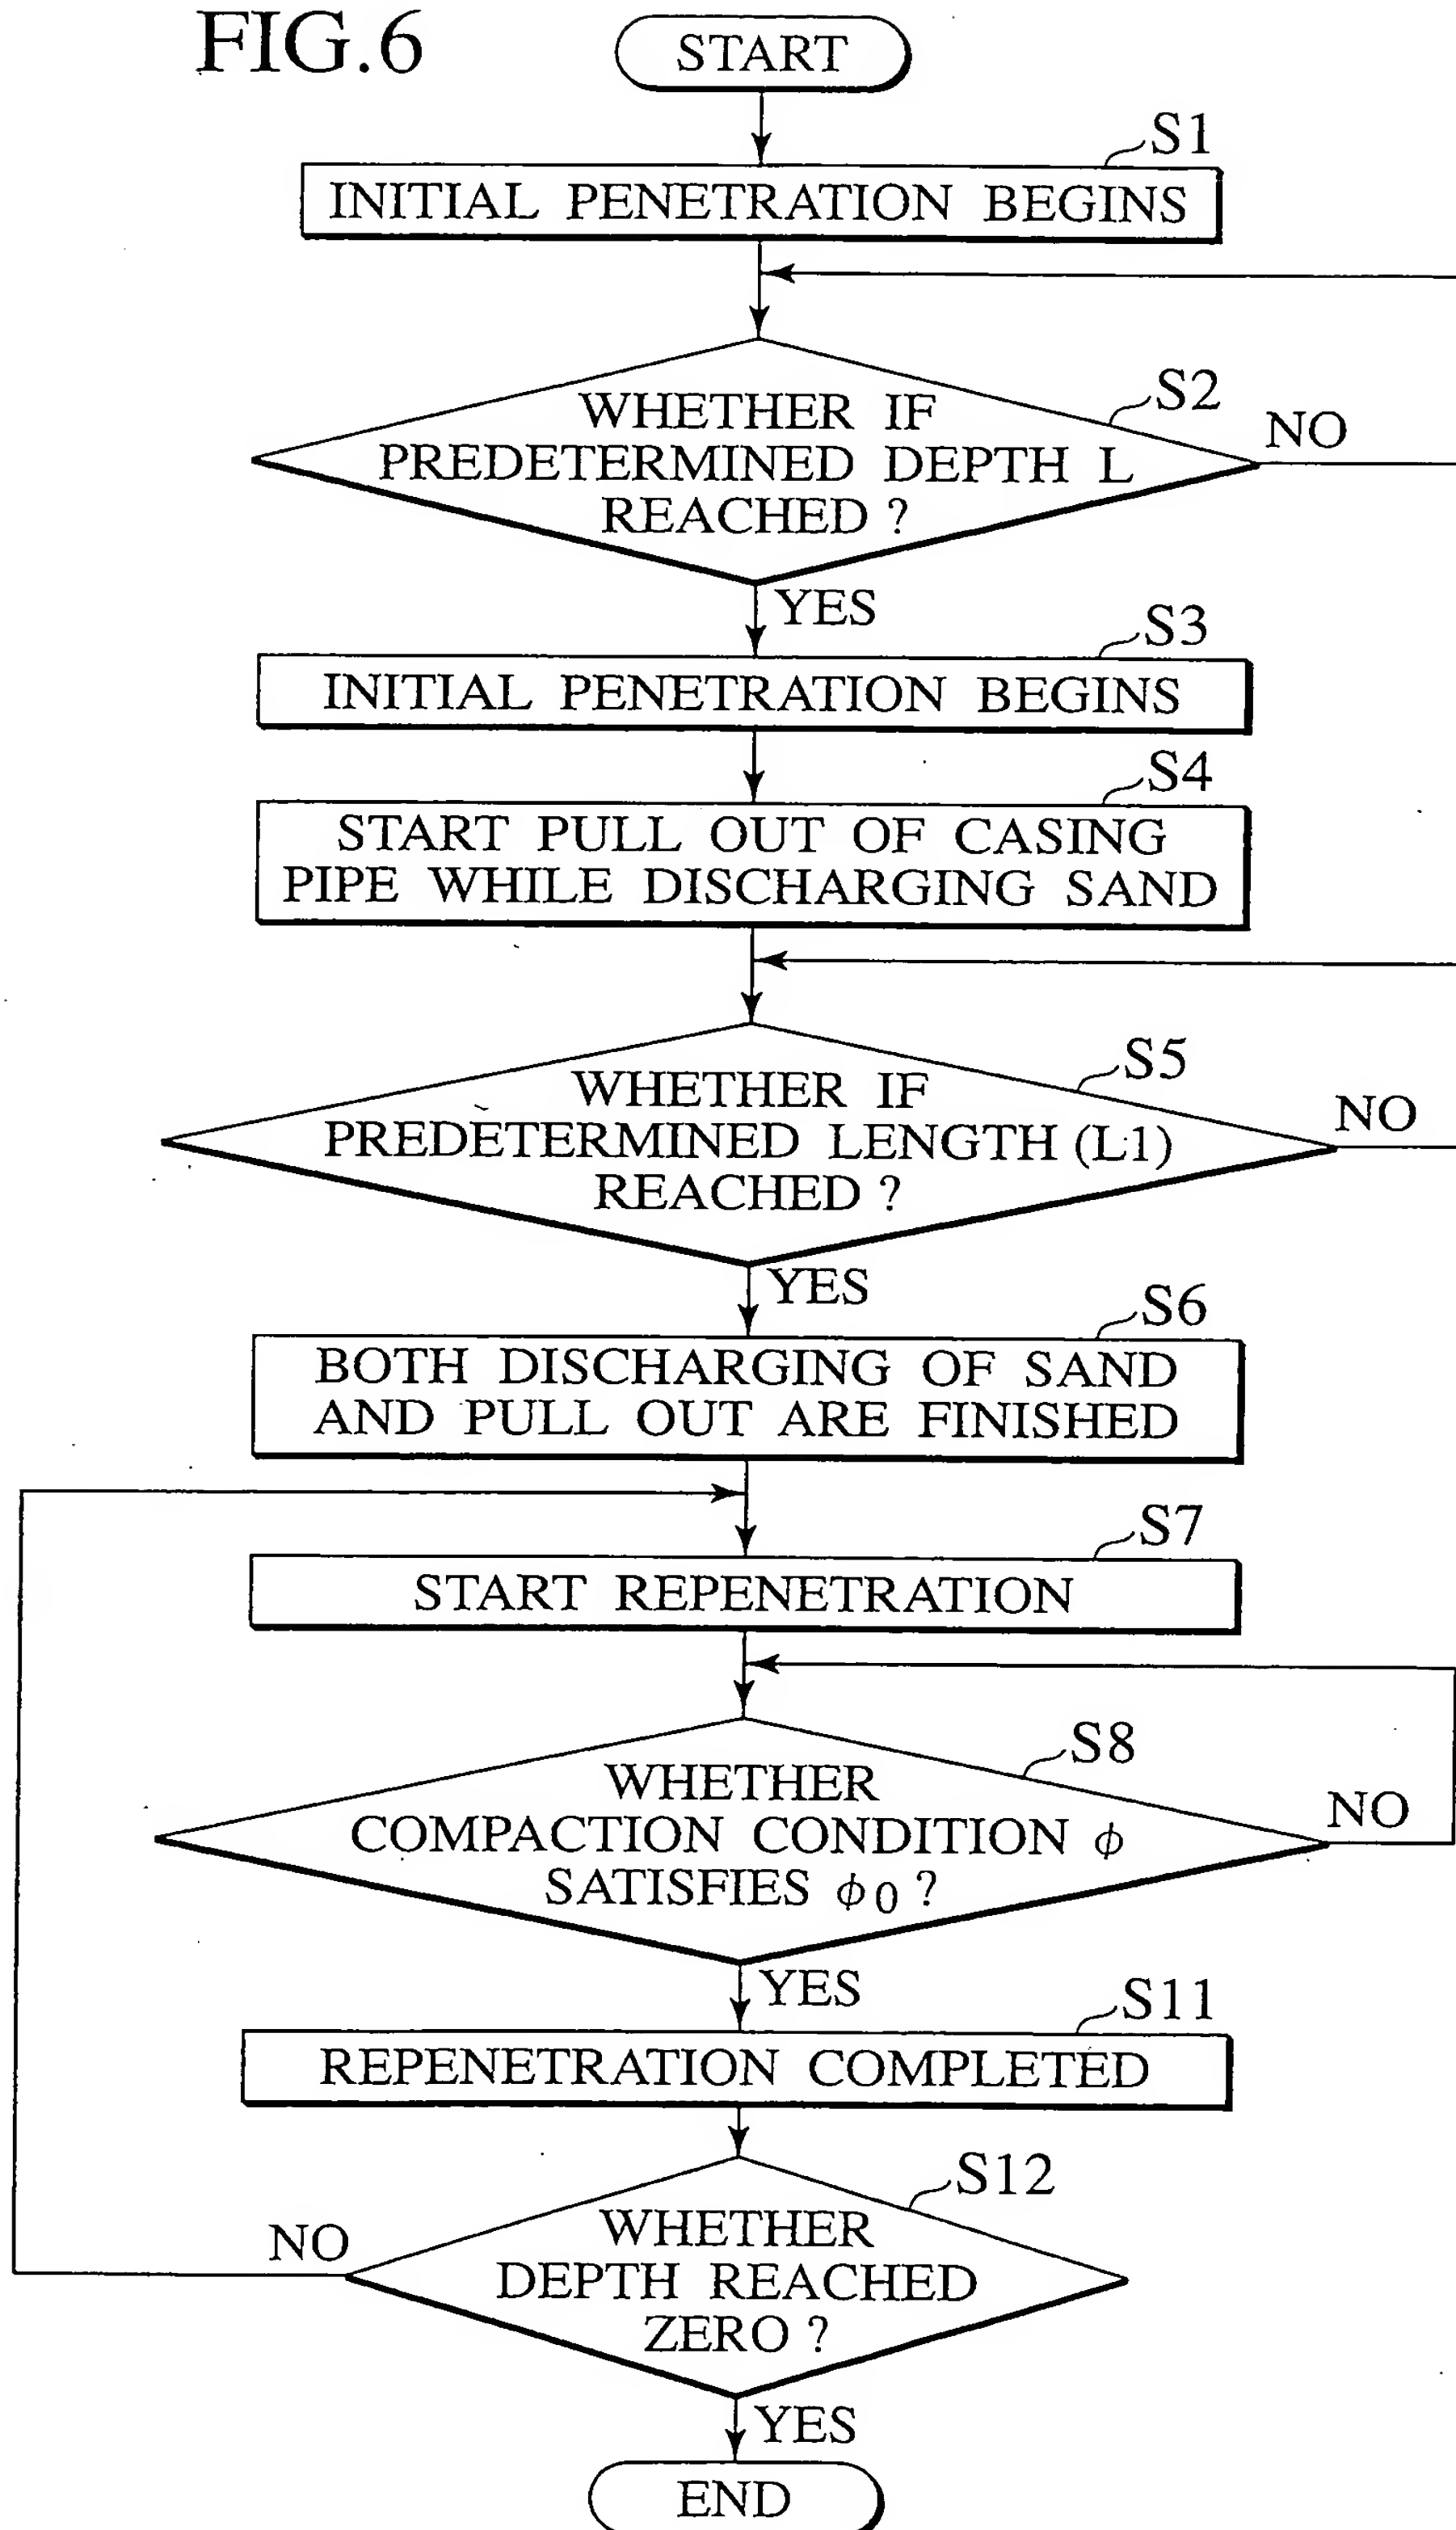 FIG.6
START
S1
INITIAL PENETRATION BEGINS
S2
WHETHER IF
PREDETERMINED DEPTH L
REACHED ?
NO
YES
S3
INITIAL PENETRATION BEGINS
S4
START PULL OUT OF CASING
PIPE WHILE DISCHARGING SAND
S5
WHETHER IF
PREDETERMINED LENGTH (L1)
REACHED ?
NO
YES
S6
BOTH DISCHARGING OF SAND
AND PULL OUT ARE FINISHED
S7
START REPENETRATION
S8
WHETHER
COMPACTION CONDITION ϕ
SATISFIES ϕ0 ?
NO
YES
S11
REPENETRATION COMPLETED
S12
WHETHER
DEPTH REACHED
ZERO ?
NO
YES
END